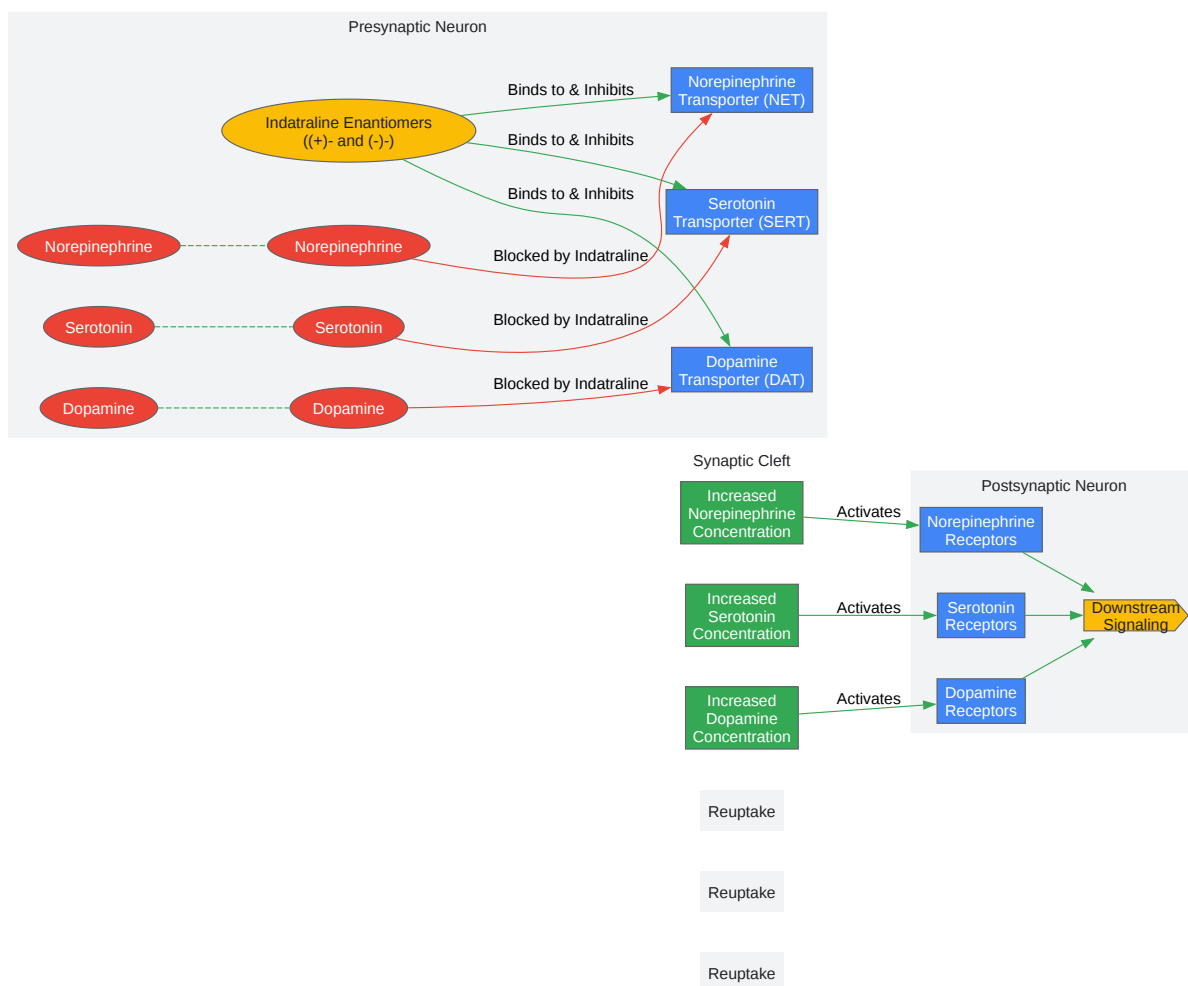 Presynaptic Neuron
Indatraline Enantiomers
((+)- and (-)-)
Binds to & Inhibits
Binds to & Inhibits
Binds to & Inhibits
Norepinephrine
Transporter (NET)
Serotonin
Transporter (SERT)
Norepinephrine
Norepinephrine
Blocked by Indatraline
Serotonin
Serotonin
Blocked by Indatraline
Dopamine
Transporter (DAT)
Dopamine
Dopamine
Blocked by Indatraline
Synaptic Cleft
Increased
Norepinephrine
Concentration
Activates
Increased
Serotonin
Concentration
Activates
Increased
Dopamine
Concentration
Activates
Postsynaptic Neuron
Norepinephrine
Receptors
Serotonin
Receptors
Dopamine
Receptors
Downstream
Signaling
Reuptake
Reuptake
Reuptake